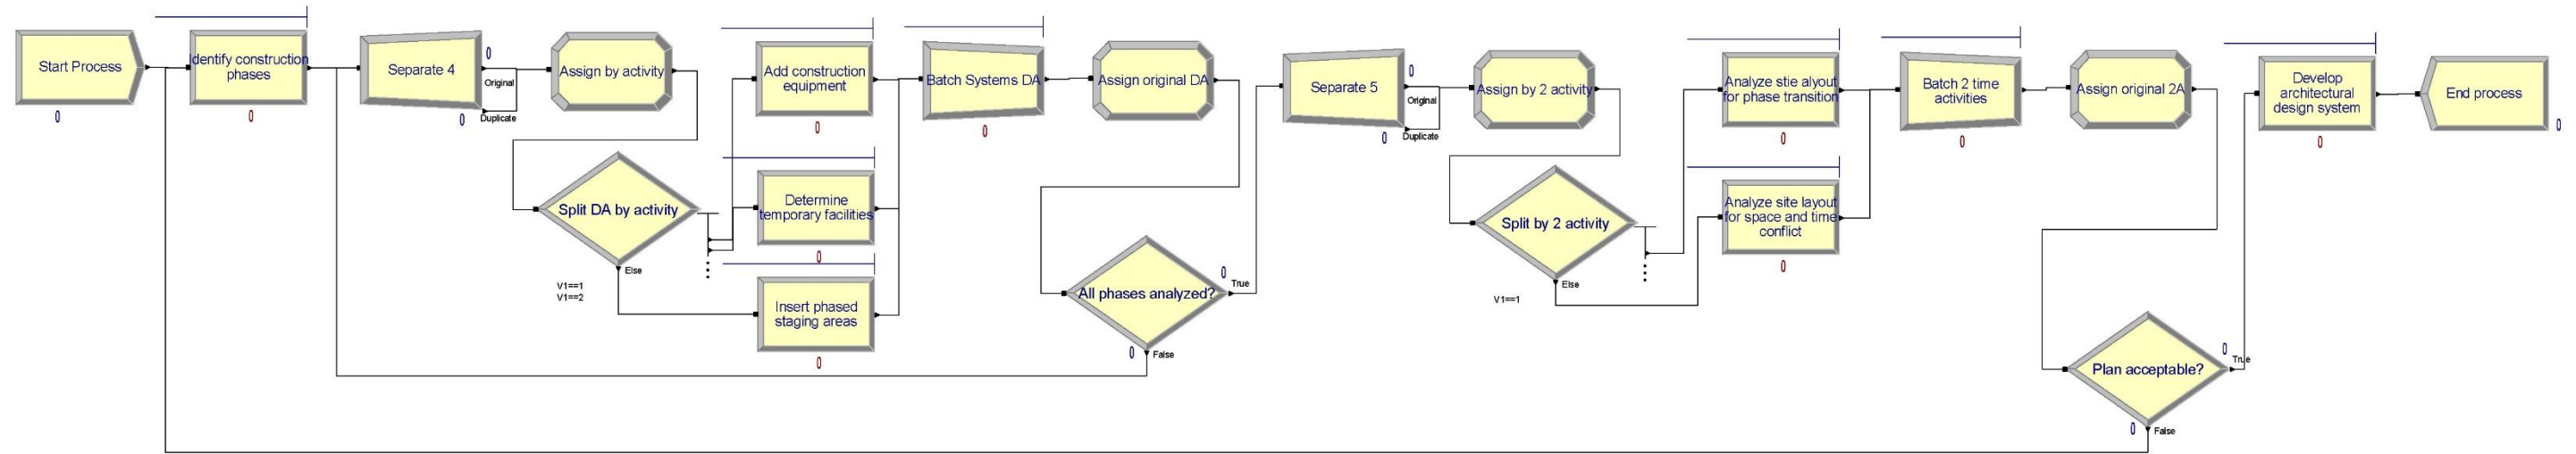 Start Process
0
Identify construction
phases
0
Separate 4
0
Original
0
Duplicate
Assign by activity
Split DA by activity
Else
V1==1
V1==2
Add construction
equipment
0
Determine
temporary facilities
0
Insert phased
staging areas
0
Batch Systems DA
0
Assign original DA
All phases analyzed?
0
True
0
False
Separate 5
0
Original
0
Duplicate
Assign by 2 activity
Split by 2 activity
Else
V1==1
Analyze stie alyout
for phase transition
0
Analyze site layout
for space and time
conflict
0
Batch 2 time
activities
0
Assign original 2A
Plan acceptable?
0
True
0
False
Develop
architectural
design system
0
End process
0